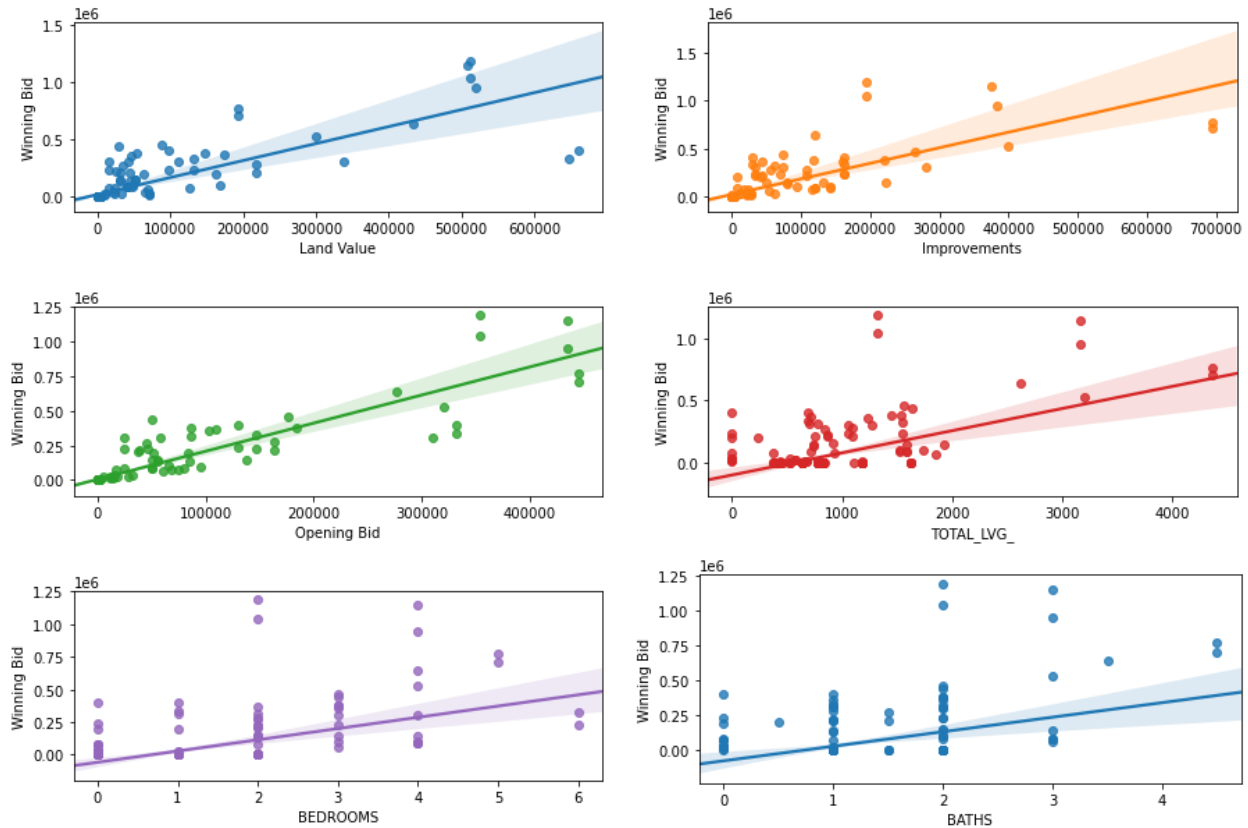 1e6
1.5
1.0
0.5
0.0
Winning Bid
0 100000 200000 300000 400000 500000 600000
Land Value
1e6
1.5
1.0
0.5
0.0
Winning Bid
0 100000 200000 300000 400000 500000 600000 700000
Improvements
1e6
1.25
1.00
0.75
0.50
0.25
0.00
Winning Bid
0 100000 200000 300000 400000
Opening Bid
1e6
1.0
0.5
0.0
Winning Bid
0 1000 2000 3000 4000
TOTAL_LVG_
1e6
1.25
1.00
0.75
0.50
0.25
0.00
Winning Bid
0 1 2 3 4 5 6
BEDROOMS
1e6
1.25
1.00
0.75
0.50
0.25
0.00
Winning Bid
0 1 2 3 4
BATHS